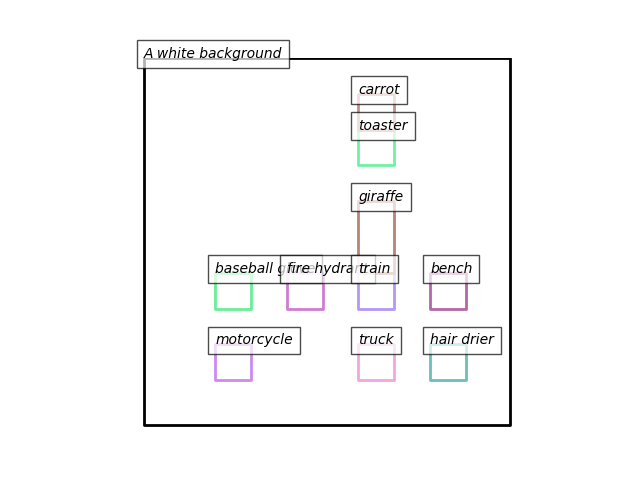 A white background
carrot
toaster
giraffe
baseball glove
fire hydrant
train
bench
motorcycle
truck
hair drier